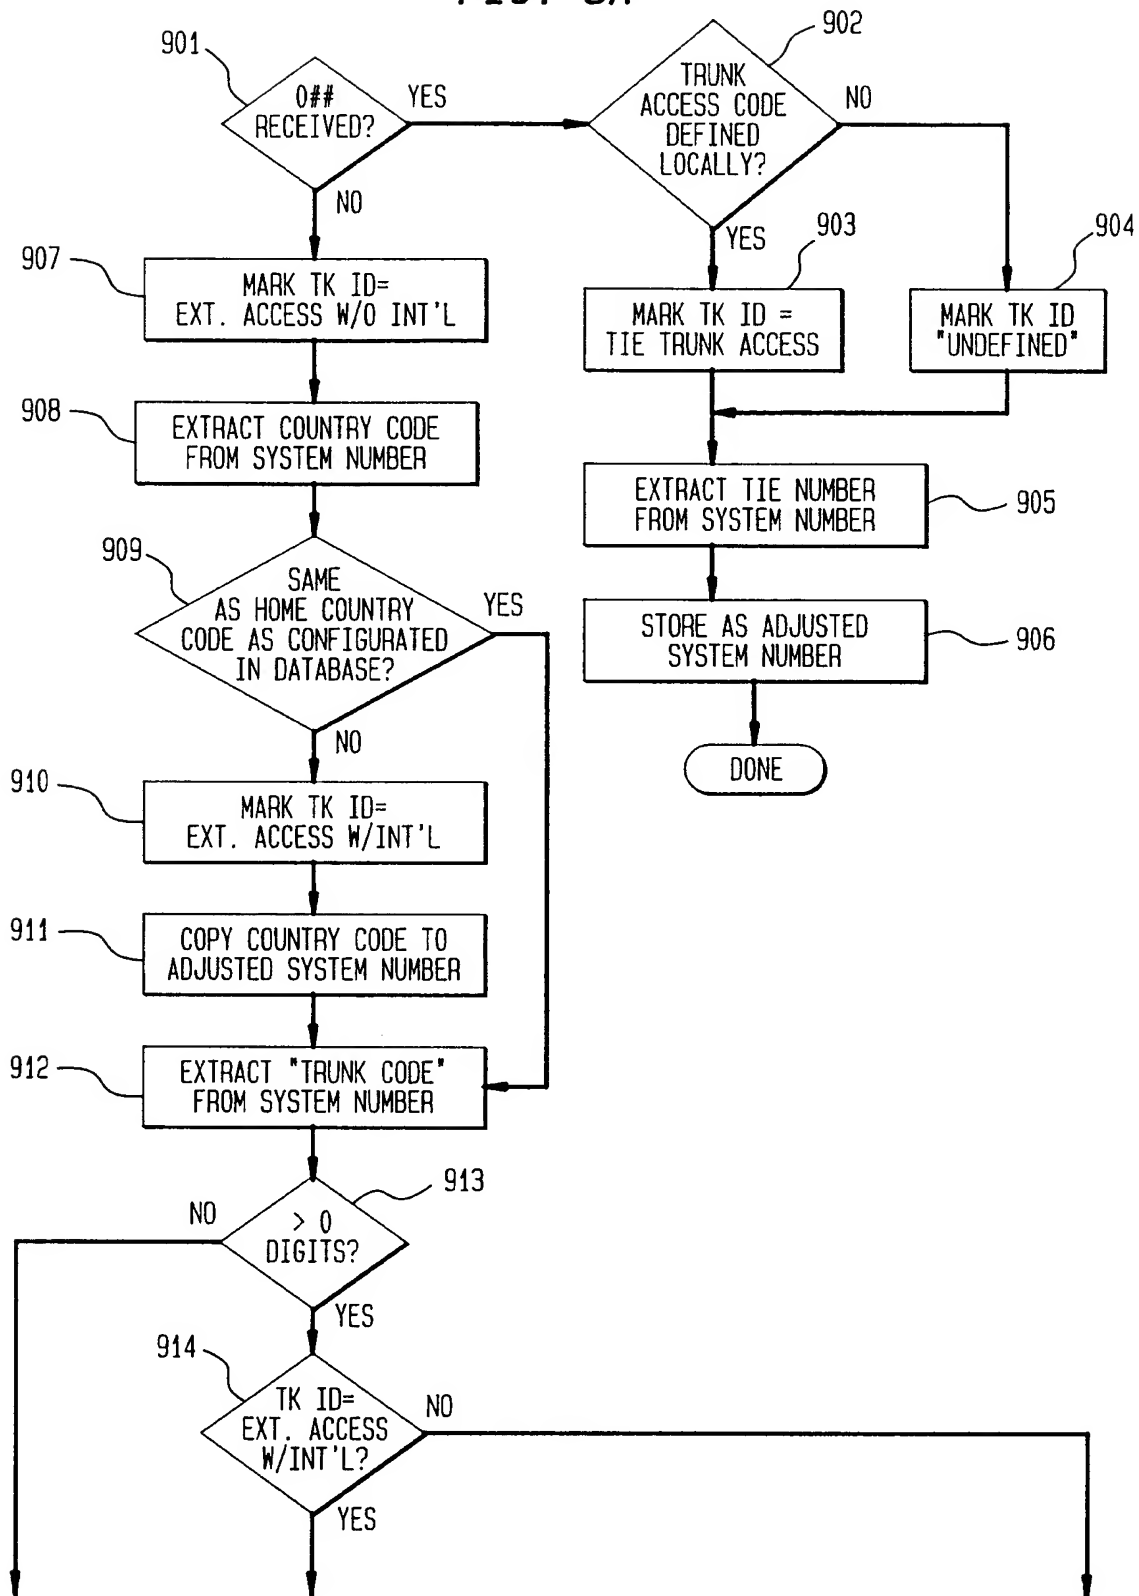 901
0##
RECEIVED?
YES
NO
902
TRUNK
ACCESS CODE
DEFINED
LOCALLY?
NO
YES
903
MARK TK ID =
TIE TRUNK ACCESS
904
MARK TK ID
"UNDEFINED"
905
EXTRACT TIE NUMBER
FROM SYSTEM NUMBER
906
STORE AS ADJUSTED
SYSTEM NUMBER
DONE
907
MARK TK ID=
EXT. ACCESS W/O INT'L
908
EXTRACT COUNTRY CODE
FROM SYSTEM NUMBER
909
SAME
AS HOME COUNTRY
CODE AS CONFIGURATED
IN DATABASE?
YES
NO
910
MARK TK ID=
EXT. ACCESS W/INT'L
911
COPY COUNTRY CODE TO
ADJUSTED SYSTEM NUMBER
912
EXTRACT "TRUNK CODE"
FROM SYSTEM NUMBER
913
> 0
DIGITS?
NO
YES
914
TK ID=
EXT. ACCESS
W/INT'L?
NO
YES